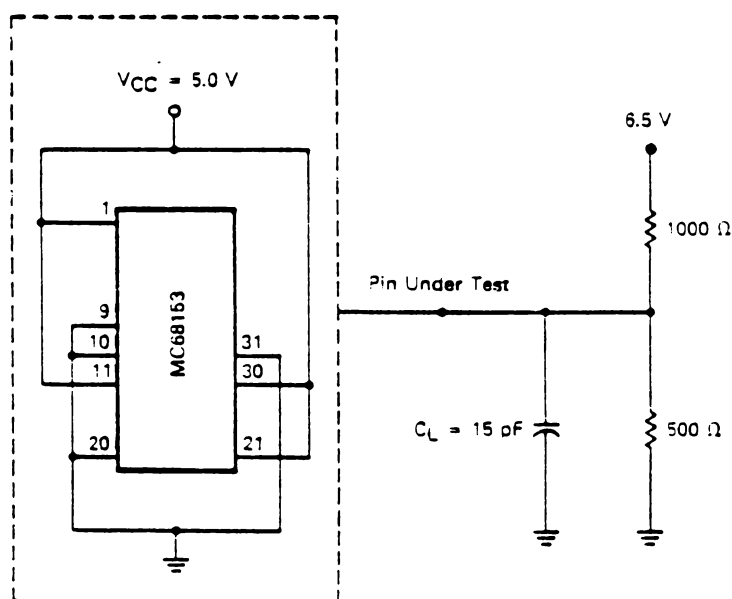 VCC = 5.0 V
6.5 V
1
1000 Ω
Pin Under Test
9
10
11
20
MC68153
31
30
21
CL = 15 pF
500 Ω